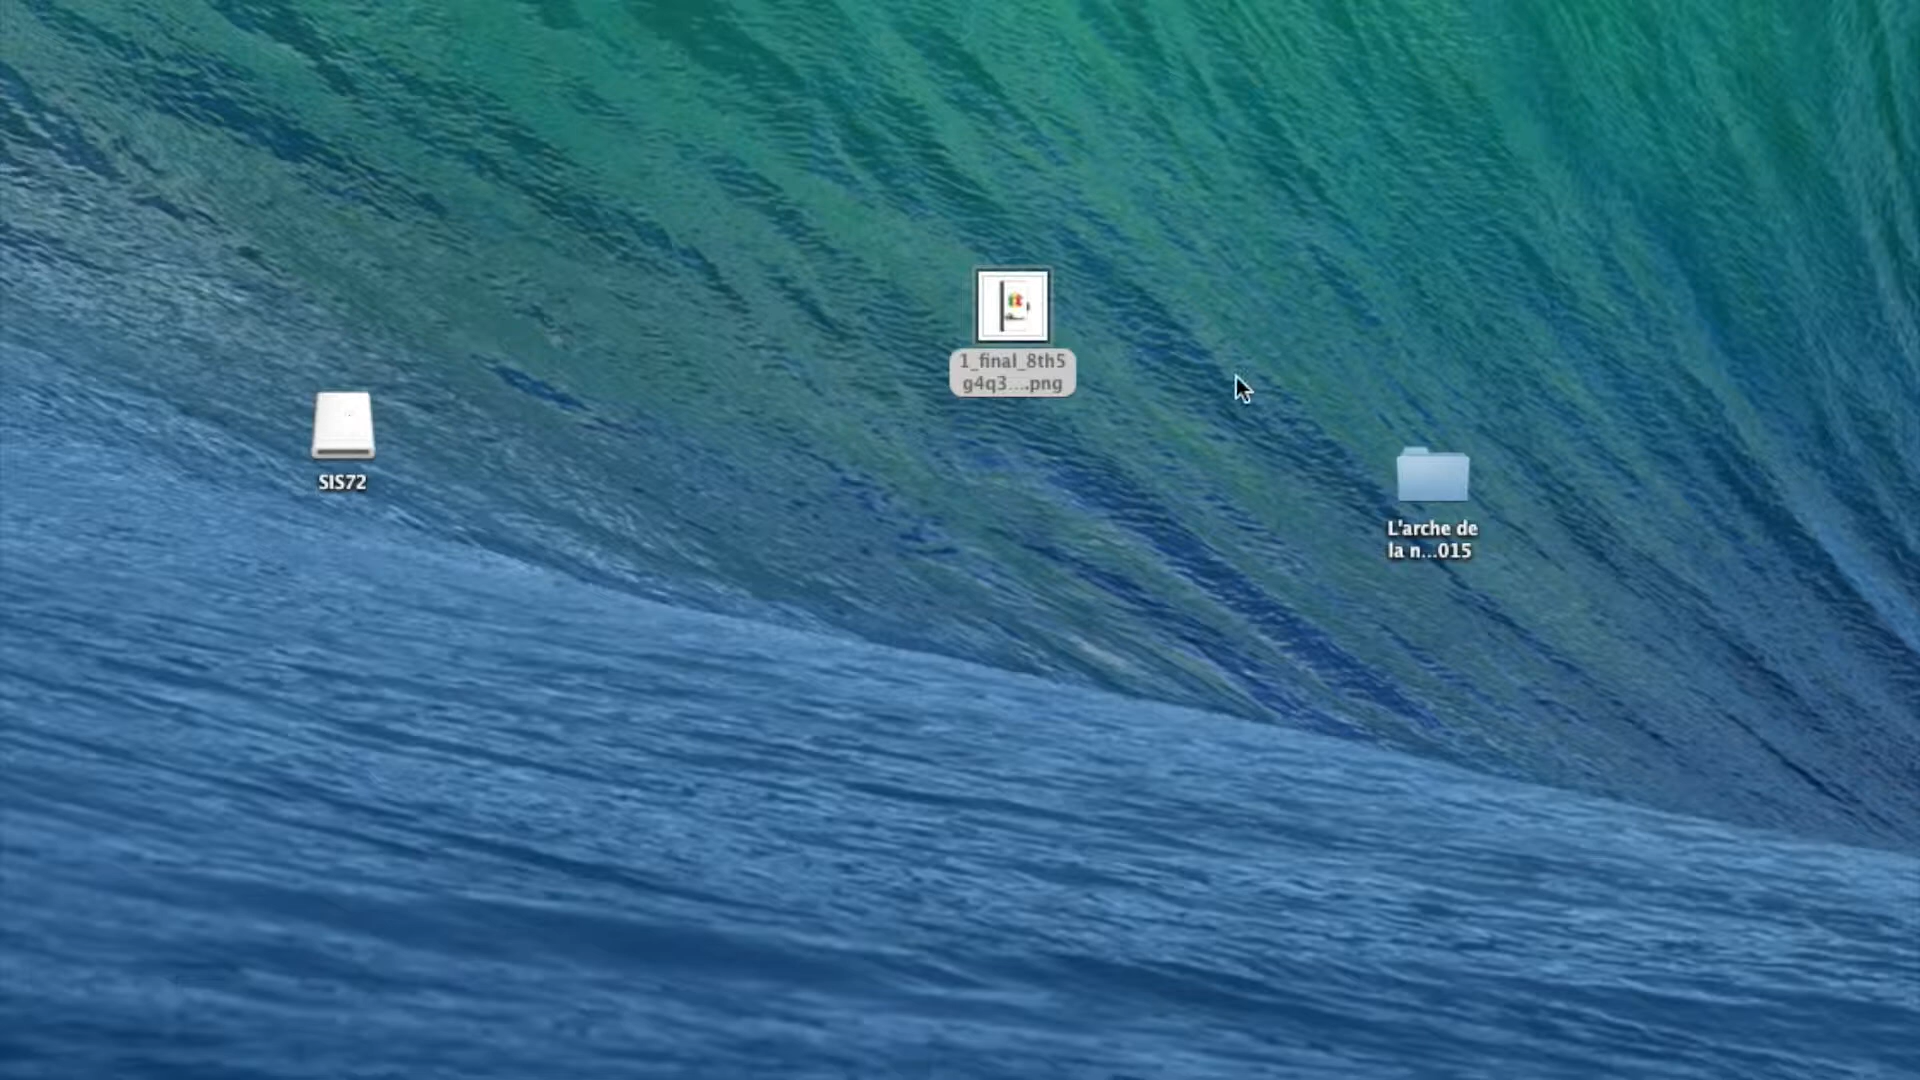 1_final_8th5
g4q3....png
SIS72
L'arche de
la n...015